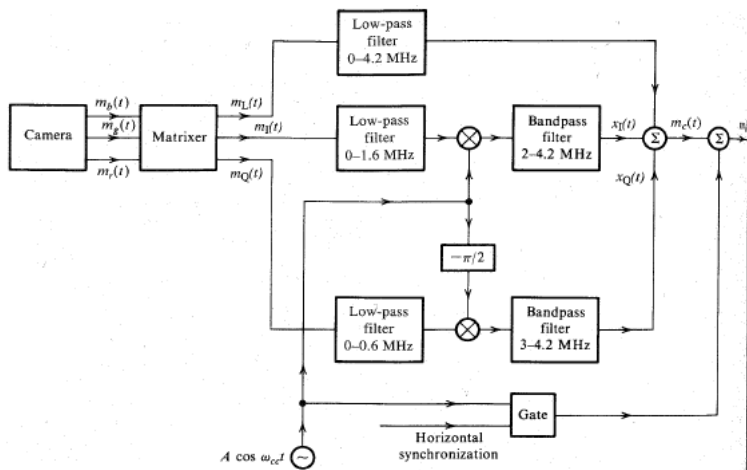 Low-pass
filter
0–4.2 MHz
m_b(t)
m_g(t)
m_r(t)
Camera
Matrixer
m_L(t)
m_I(t)
m_Q(t)
Low-pass
filter
0–1.6 MHz
Bandpass
filter
2–4.2 MHz
x_I(t)
Σ
m_c(t)
Σ
x_Q(t)
−π/2
Low-pass
filter
0–0.6 MHz
Bandpass
filter
3–4.2 MHz
Gate
Horizontal
synchronization
A cos ω_cc t
~